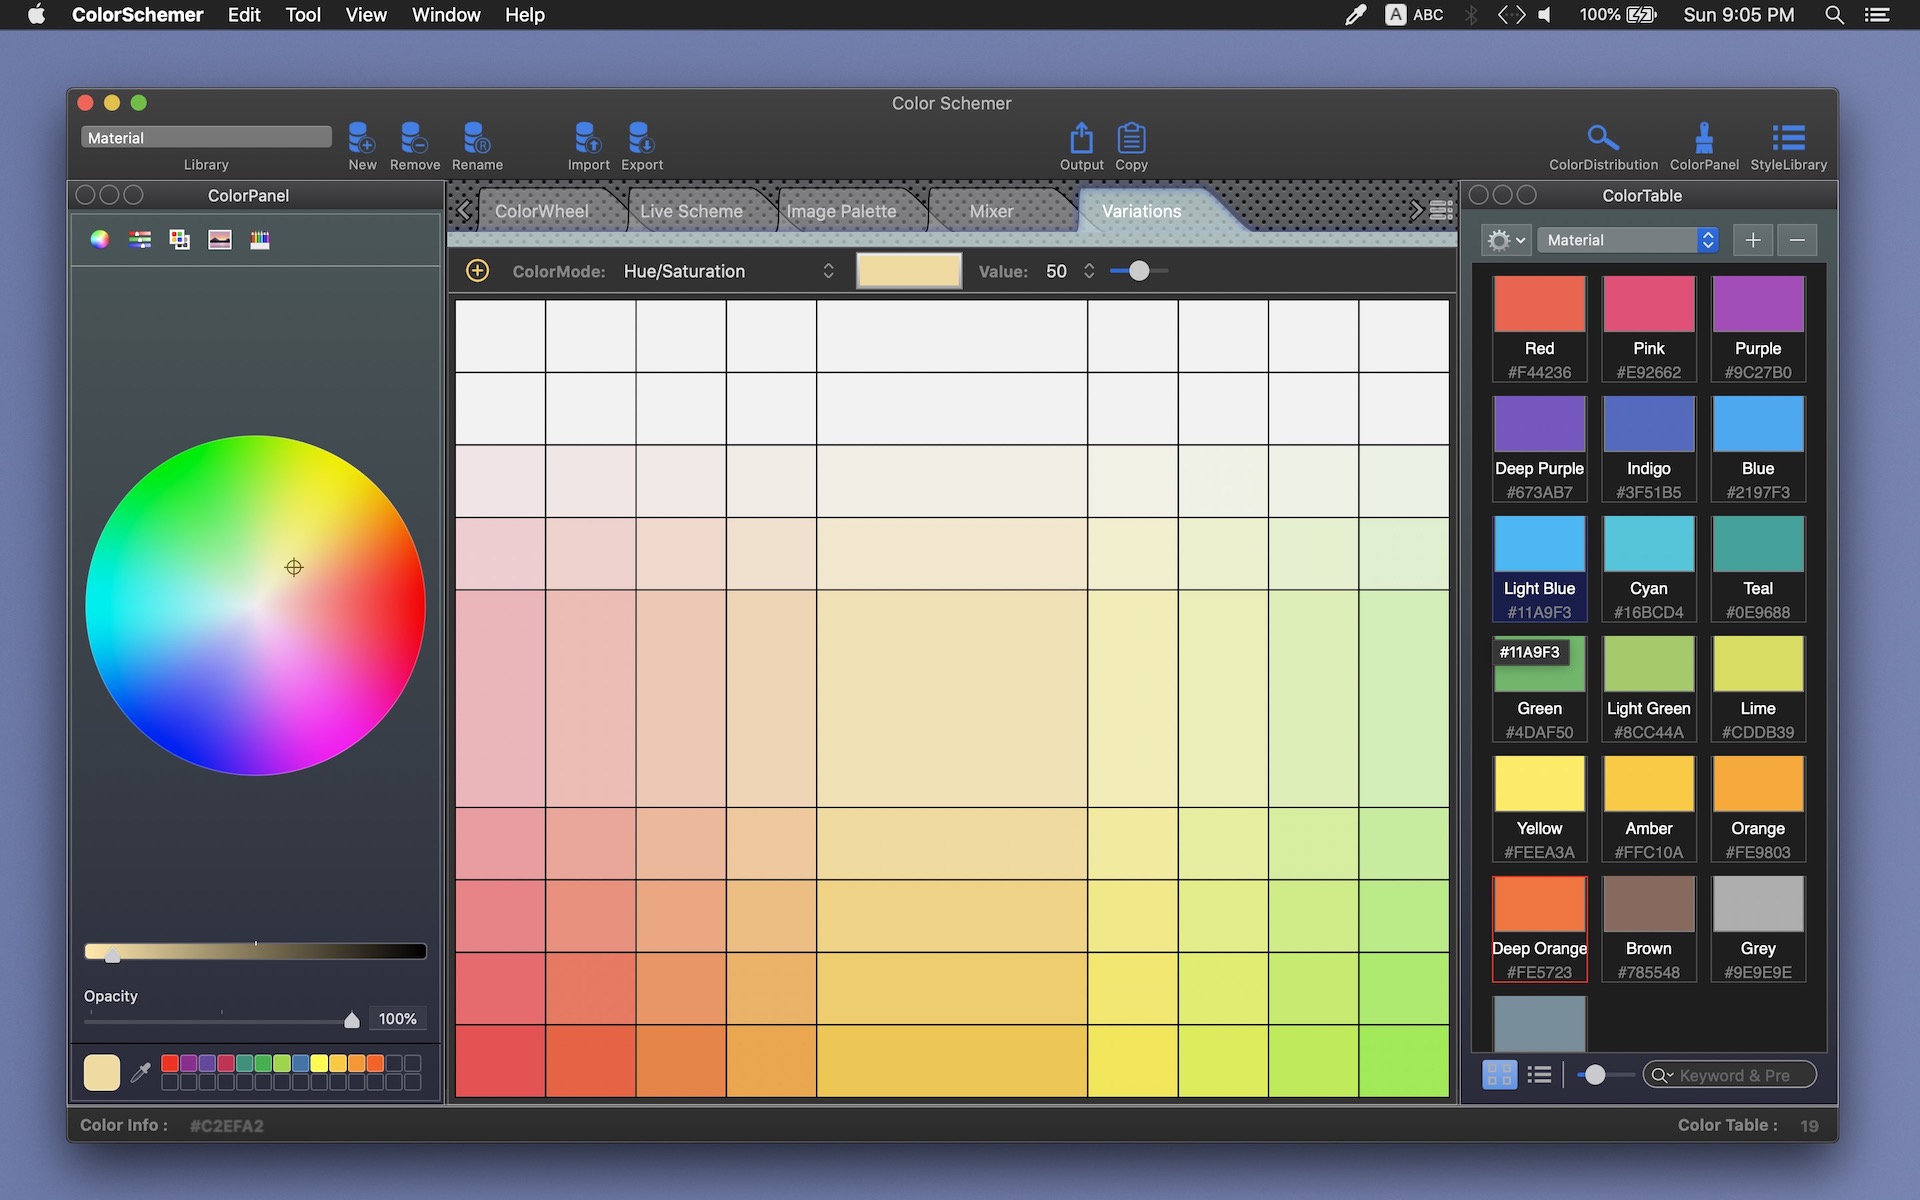 ColorSchemer Edit Tool View Window Help
A ABC 100% Sun 9:05 PM
Color Schemer
Material
Library New Remove Rename Import Export Output Copy ColorDistribution ColorPanel StyleLibrary
ColorPanel
ColorWheel Live Scheme Image Palette Mixer Variations
ColorTable
ColorMode: Hue/Saturation Value: 50
Material
Red Pink Purple
#F44236 #E92662 #9C27B0
Deep Purple Indigo Blue
#673AB7 #3F51B5 #2197F3
Light Blue Cyan Teal
#11A9F3 #16BCD4 #0E9688
#11A9F3
Green Light Green Lime
#4DAF50 #8CC44A #CDDB39
Yellow Amber Orange
#FEEA3A #FFC10A #FE9803
Deep Orange Brown Grey
#FE5723 #785548 #9E9E9E
Opacity
100%
Keyword & Pre
Color Info : #C2EFA2
Color Table : 19